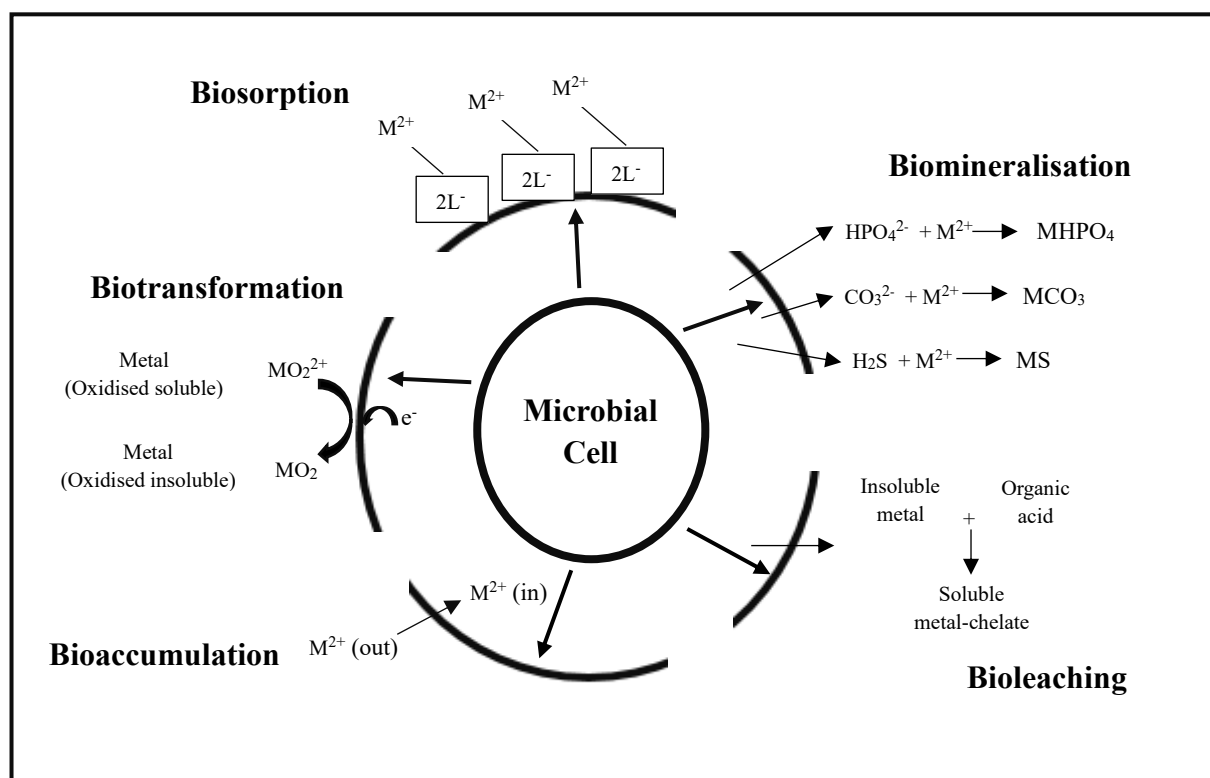 Biosorption
M²⁺
M²⁺
M²⁺
2L⁻
2L⁻
2L⁻
Biomineralisation
HPO₄²⁻ + M²⁺ MHPO₄
CO₃²⁻ + M²⁺ MCO₃
H₂S + M²⁺ MS
Biotransformation
Metal
(Oxidised soluble)
MO₂²⁺
e⁻
Metal
(Oxidised insoluble)
MO₂
Microbial
Cell
Insoluble
metal
+
Organic
acid
Soluble
metal-chelate
Bioleaching
M²⁺ (in)
M²⁺ (out)
Bioaccumulation